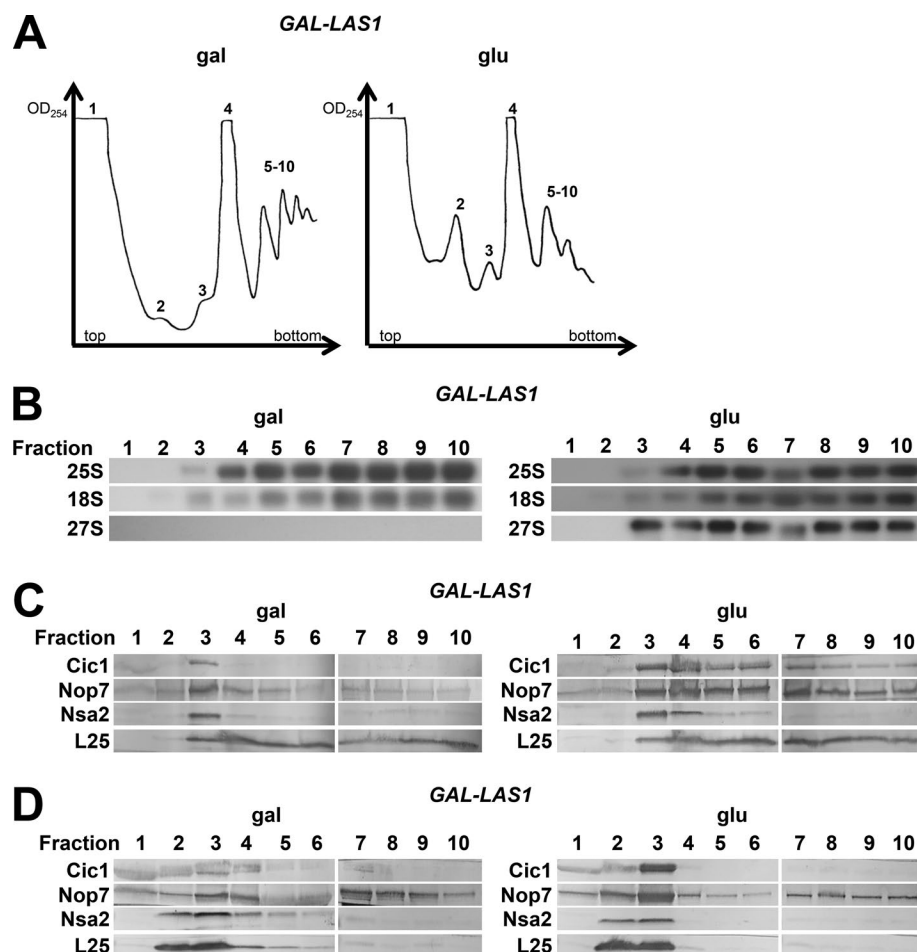 A
GAL-LAS1
gal glu
OD254 1 4 OD254 1 4
5-10 5-10
2 3 2 3
top bottom top bottom
B
GAL-LAS1
gal glu
Fraction 1 2 3 4 5 6 7 8 9 10 1 2 3 4 5 6 7 8 9 10
25S 25S
18S 18S
27S 27S
C
GAL-LAS1
gal glu
Fraction 1 2 3 4 5 6 7 8 9 10 Fraction 1 2 3 4 5 6 7 8 9 10
Cic1 Cic1
Nop7 Nop7
Nsa2 Nsa2
L25 L25
D
GAL-LAS1
gal glu
Fraction 1 2 3 4 5 6 7 8 9 10 Fraction 1 2 3 4 5 6 7 8 9 10
Cic1 Cic1
Nop7 Nop7
Nsa2 Nsa2
L25 L25